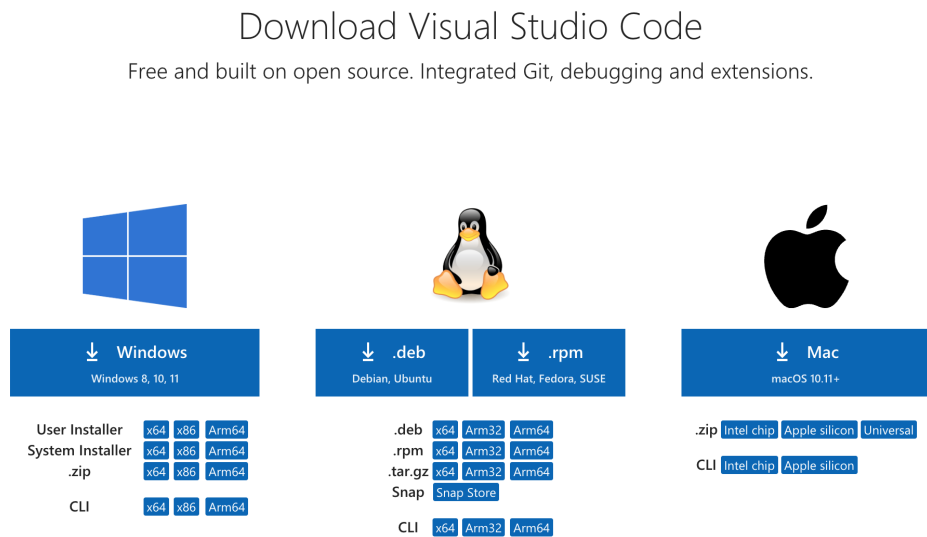 Download Visual Studio Code
Free and built on open source. Integrated Git, debugging and extensions.
Windows
Windows 8, 10, 11
User Installer x64 x86 Arm64
System Installer x64 x86 Arm64
.zip x64 x86 Arm64
CLI x64 x86 Arm64
.deb
Debian, Ubuntu
.rpm
Red Hat, Fedora, SUSE
.deb x64 Arm32 Arm64
.rpm x64 Arm32 Arm64
.tar.gz x64 Arm32 Arm64
Snap Snap Store
CLI x64 Arm32 Arm64
Mac
macOS 10.11+
.zip Intel chip Apple silicon Universal
CLI Intel chip Apple silicon